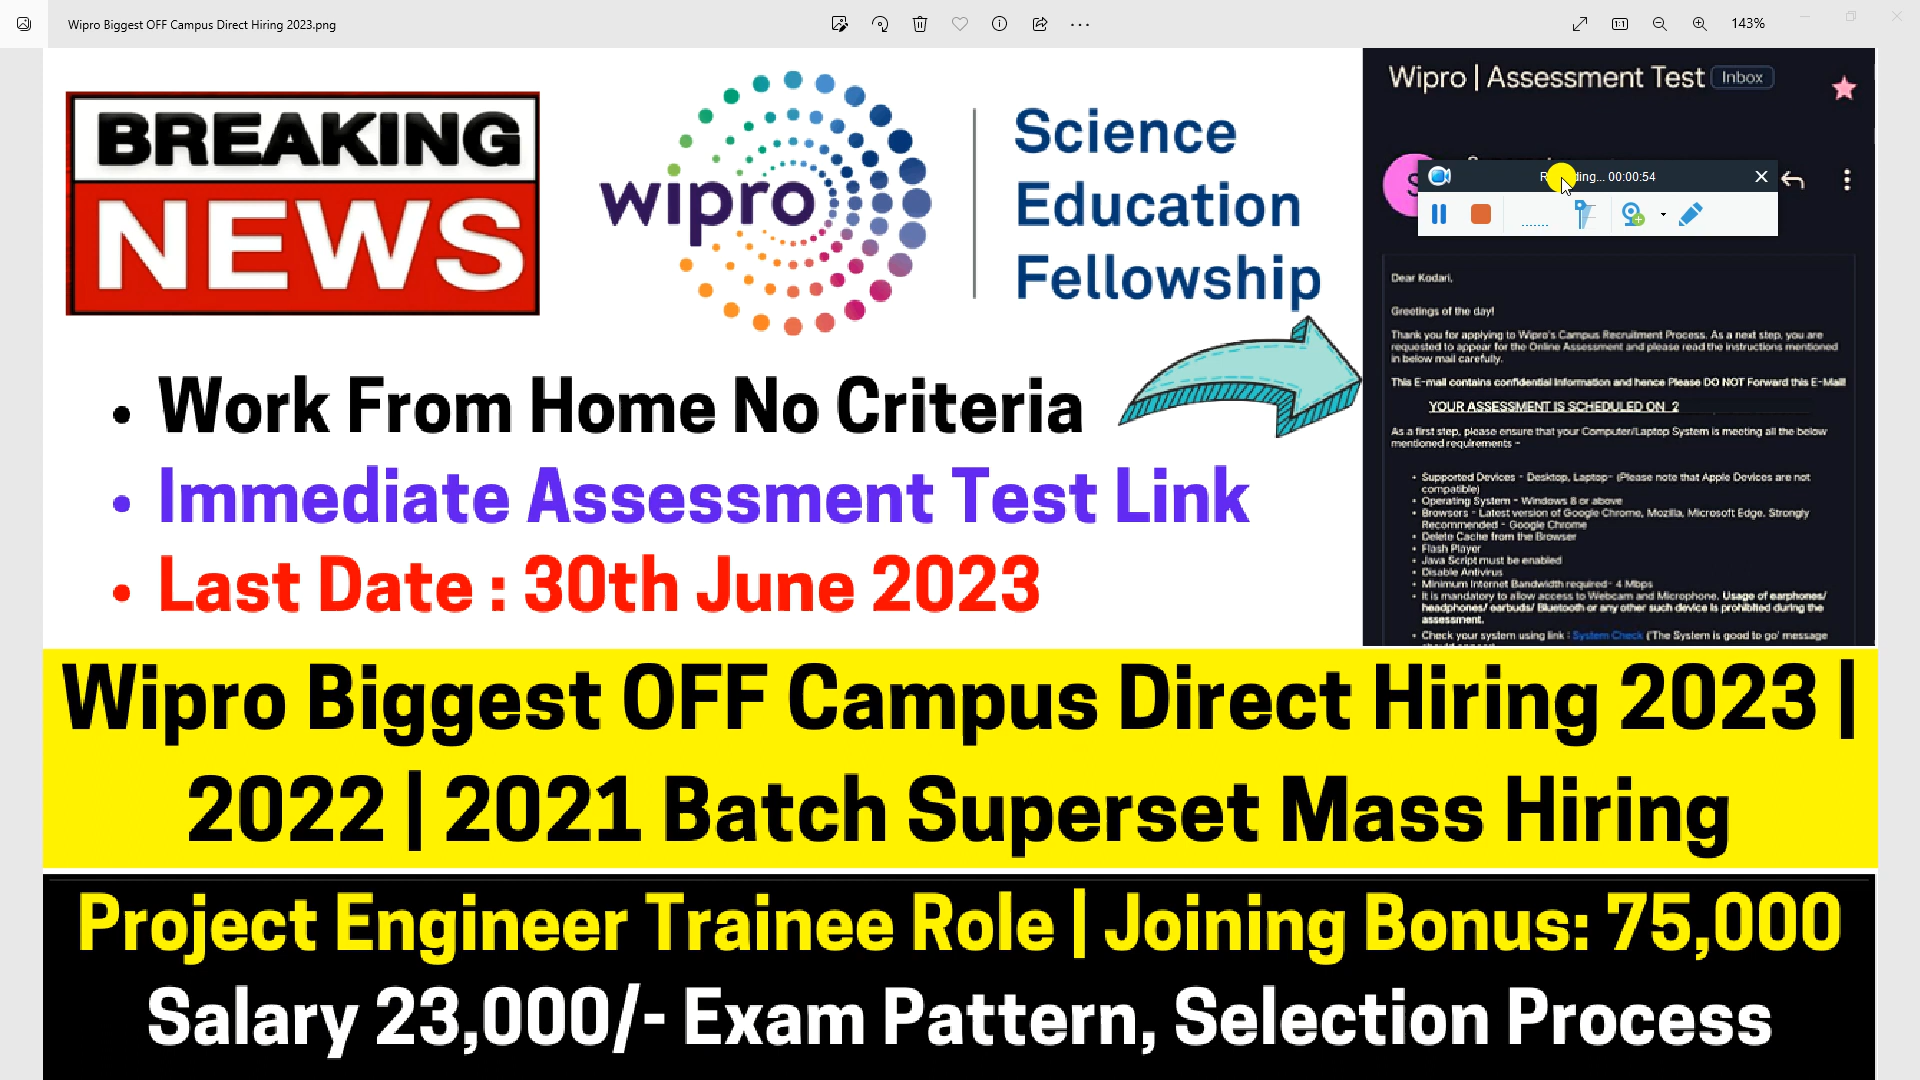 Wipro Biggest OFF Campus Direct Hiring 2023.png
143%
BREAKING
NEWS
wipro
Science
Education
Fellowship
• Work From Home No Criteria
• Immediate Assessment Test Link
• Last Date : 30th June 2023
Wipro | Assessment Test Inbox
00:00:54
Dear Kodari,
Greetings of the day!
Thank you for applying to Wipro's Campus Recruitment Process. As a next step, you are
requested to appear for the Online Assessment and please read the instructions mentioned
in below mail carefully.
This E-mail contains confidential Information and hence Please DO NOT Forward this E-Mail!
YOUR ASSESSMENT IS SCHEDULED ON 2
As a first step, please ensure that your Computer/Laptop System is meeting all the below
mentioned requirements -
• Supported Devices - Desktop, Laptop- (Please note that Apple Devices are not
compatible)
• Operating System - Windows 8 or above
• Browsers - Latest version of Google Chrome, Mozilla, Microsoft Edge. Strongly
Recommended - Google Chrome
• Delete Cache from the Browser
• Flash Player
• Java Script must be enabled
• Disable Antivirus
• Minimum Internet Bandwidth required- 4 Mbps
• It is mandatory to allow access to Webcam and Microphone. Usage of earphones/
headphones/ earbuds/ Bluetooth or any other such device is prohibited during the
assessment.
• Check your system using link : System Check ('The System is good to go' message
Wipro Biggest OFF Campus Direct Hiring 2023 |
2022 | 2021 Batch Superset Mass Hiring
Project Engineer Trainee Role | Joining Bonus: 75,000
Salary 23,000/- Exam Pattern, Selection Process